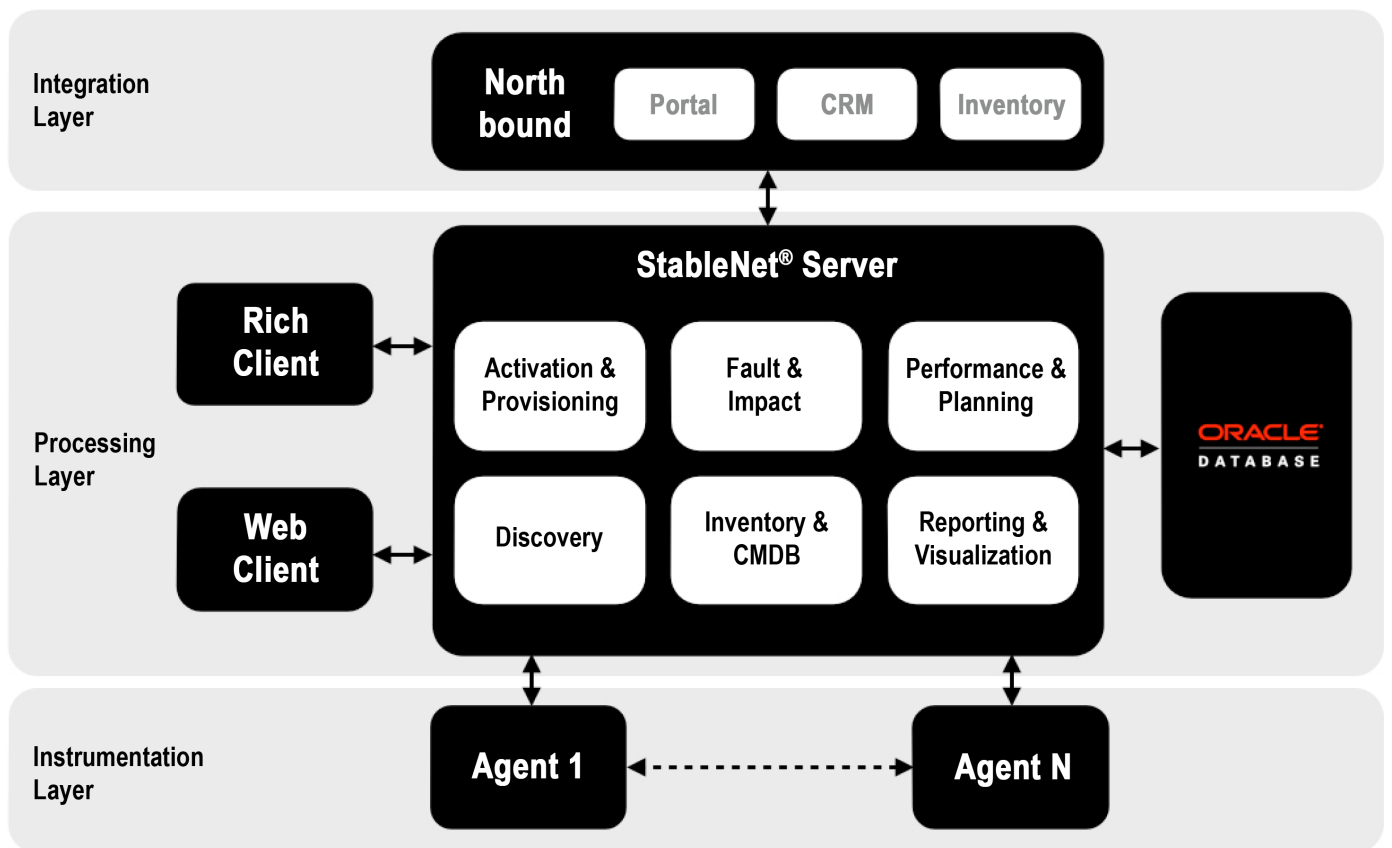 Integration
Layer
North
bound
Portal
CRM
Inventory
StableNet® Server
Rich
Client
Activation &
Provisioning
Fault &
Impact
Performance &
Planning
Processing
Layer
ORACLE®
DATABASE
Web
Client
Discovery
Inventory &
CMDB
Reporting &
Visualization
Instrumentation
Layer
Agent 1
Agent N